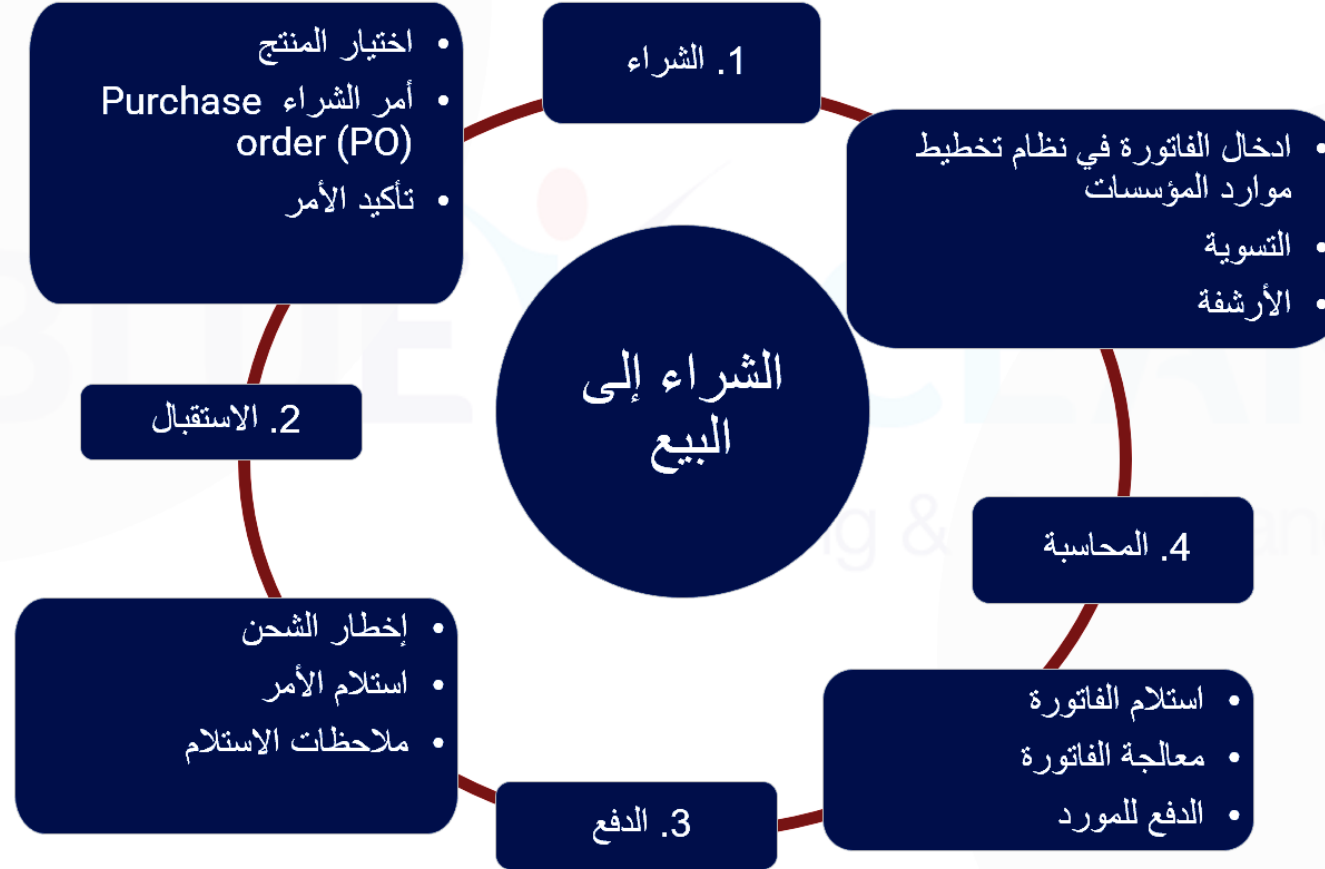 1. الشراء
• اختيار المنتج
• أمر الشراء Purchase
order (PO)
• تأكيد الأمر
2. الاستقبال
• إخطار الشحن
• استلام الأمر
• ملاحظات الاستلام
3. الدفع
• استلام الفاتورة
• معالجة الفاتورة
• الدفع للمورد
4. المحاسبة
• ادخال الفاتورة في نظام تخطيط
موارد المؤسسات
• التسوية
• الأرشفة
الشراء إلى
البيع